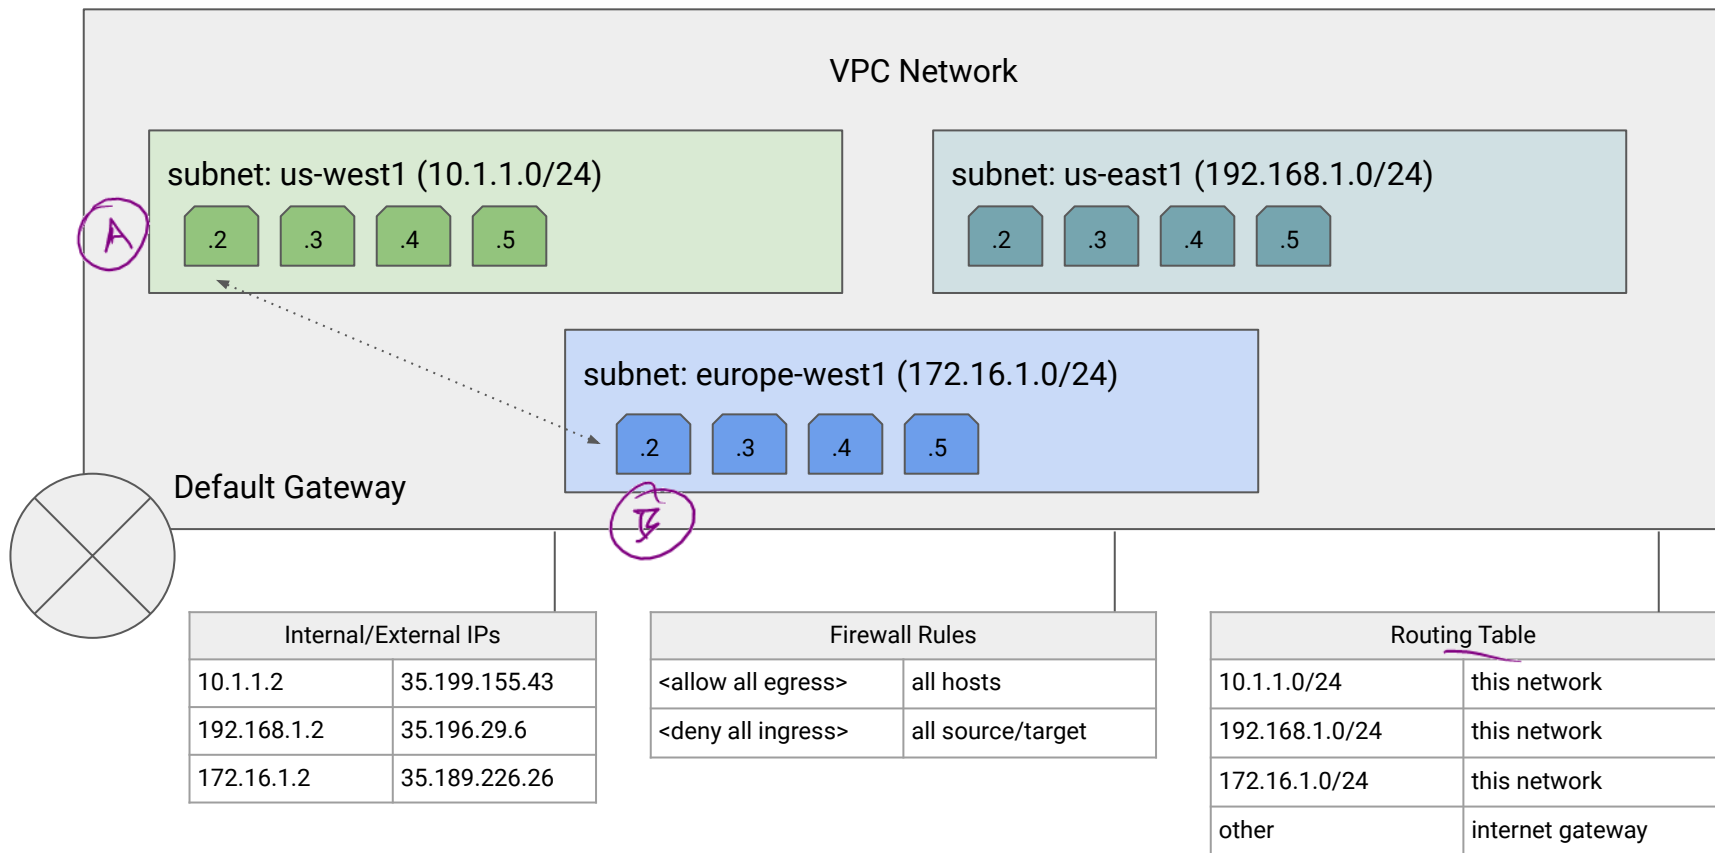 VPC Network
subnet: us-west1 (10.1.1.0/24)
.2 .3 .4 .5
A
subnet: us-east1 (192.168.1.0/24)
.2 .3 .4 .5
subnet: europe-west1 (172.16.1.0/24)
.2 .3 .4 .5
B
Default Gateway
Internal/External IPs
10.1.1.2 35.199.155.43
192.168.1.2 35.196.29.6
172.16.1.2 35.189.226.26
Firewall Rules
<allow all egress> all hosts
<deny all ingress> all source/target
Routing Table
10.1.1.0/24 this network
192.168.1.0/24 this network
172.16.1.0/24 this network
other internet gateway